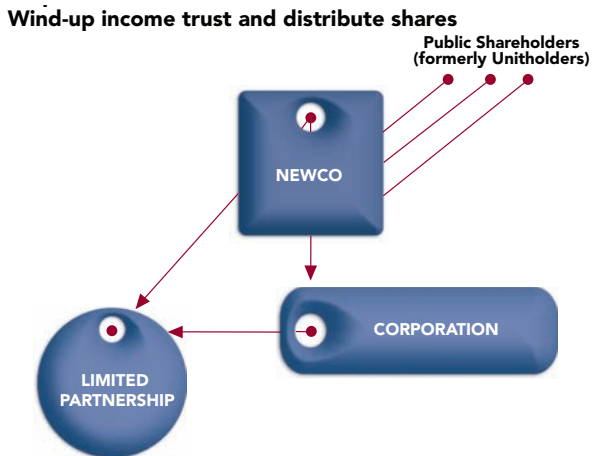 Wind-up income trust and distribute shares
Public Shareholders
(formerly Unitholders)
NEWCO
CORPORATION
LIMITED
PARTNERSHIP